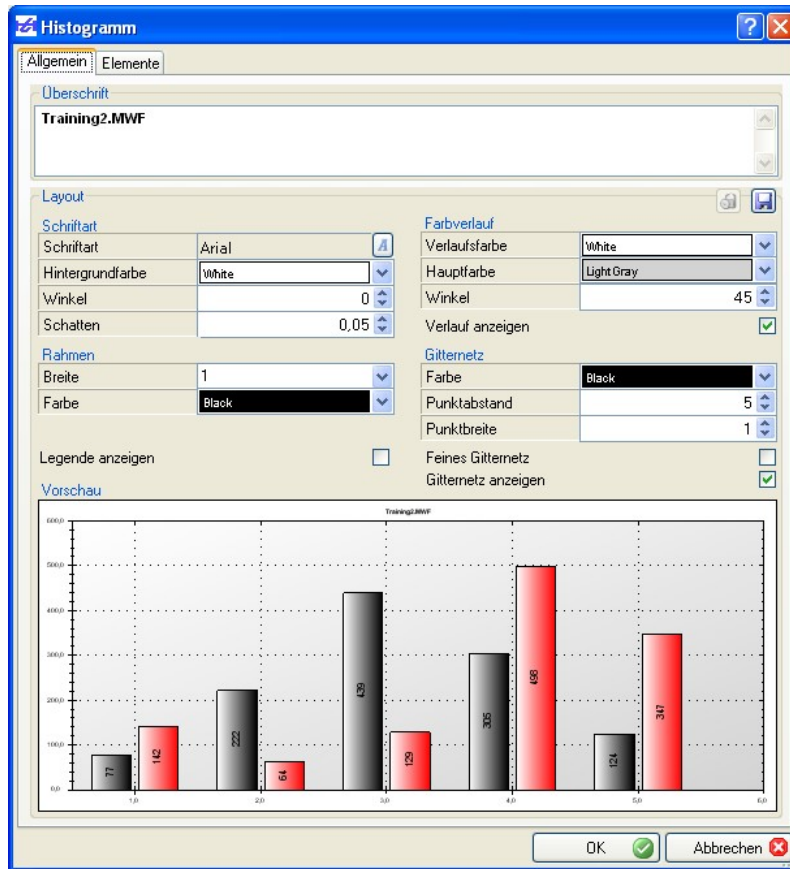 Histogramm
Allgemein Elemente
Überschrift
Training2.MWF
Layout
Schriftart
Schriftart Arial A
Hintergrundfarbe White
Winkel 0
Schatten 0,05
Farbverlauf
Verlaufsfarbe White
Hauptfarbe Light Gray
Winkel 45
Verlauf anzeigen
Rahmen
Breite 1
Farbe Black
Gitternetz
Farbe Black
Punktabstand 5
Punktbreite 1
Legende anzeigen
Feines Gitternetz
Gitternetz anzeigen
Vorschau
Training2.MWF
600,0
500,0
400,0
300,0
200,0
100,0
0,0
77 142 222 64 439 129 305 498 124 347
1,0 2,0 3,0 4,0 5,0 6,0
OK Abbrechen